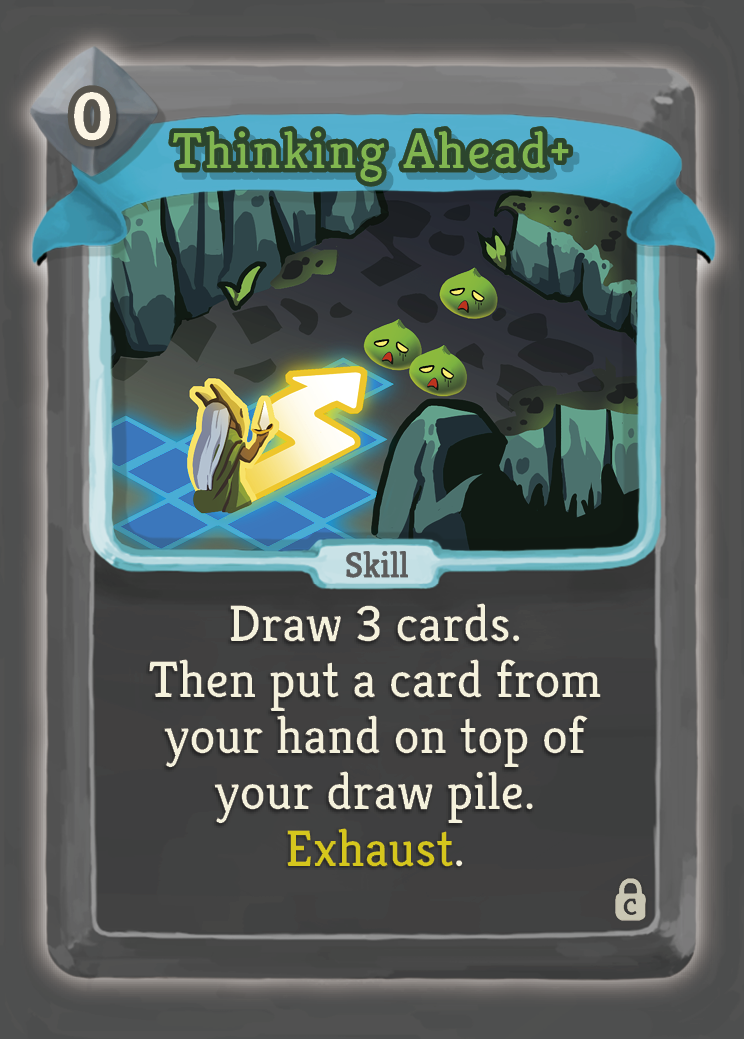 0
Thinking Ahead+
Skill
Draw 3 cards.
Then put a card from
your hand on top of
your draw pile.
Exhaust.
C